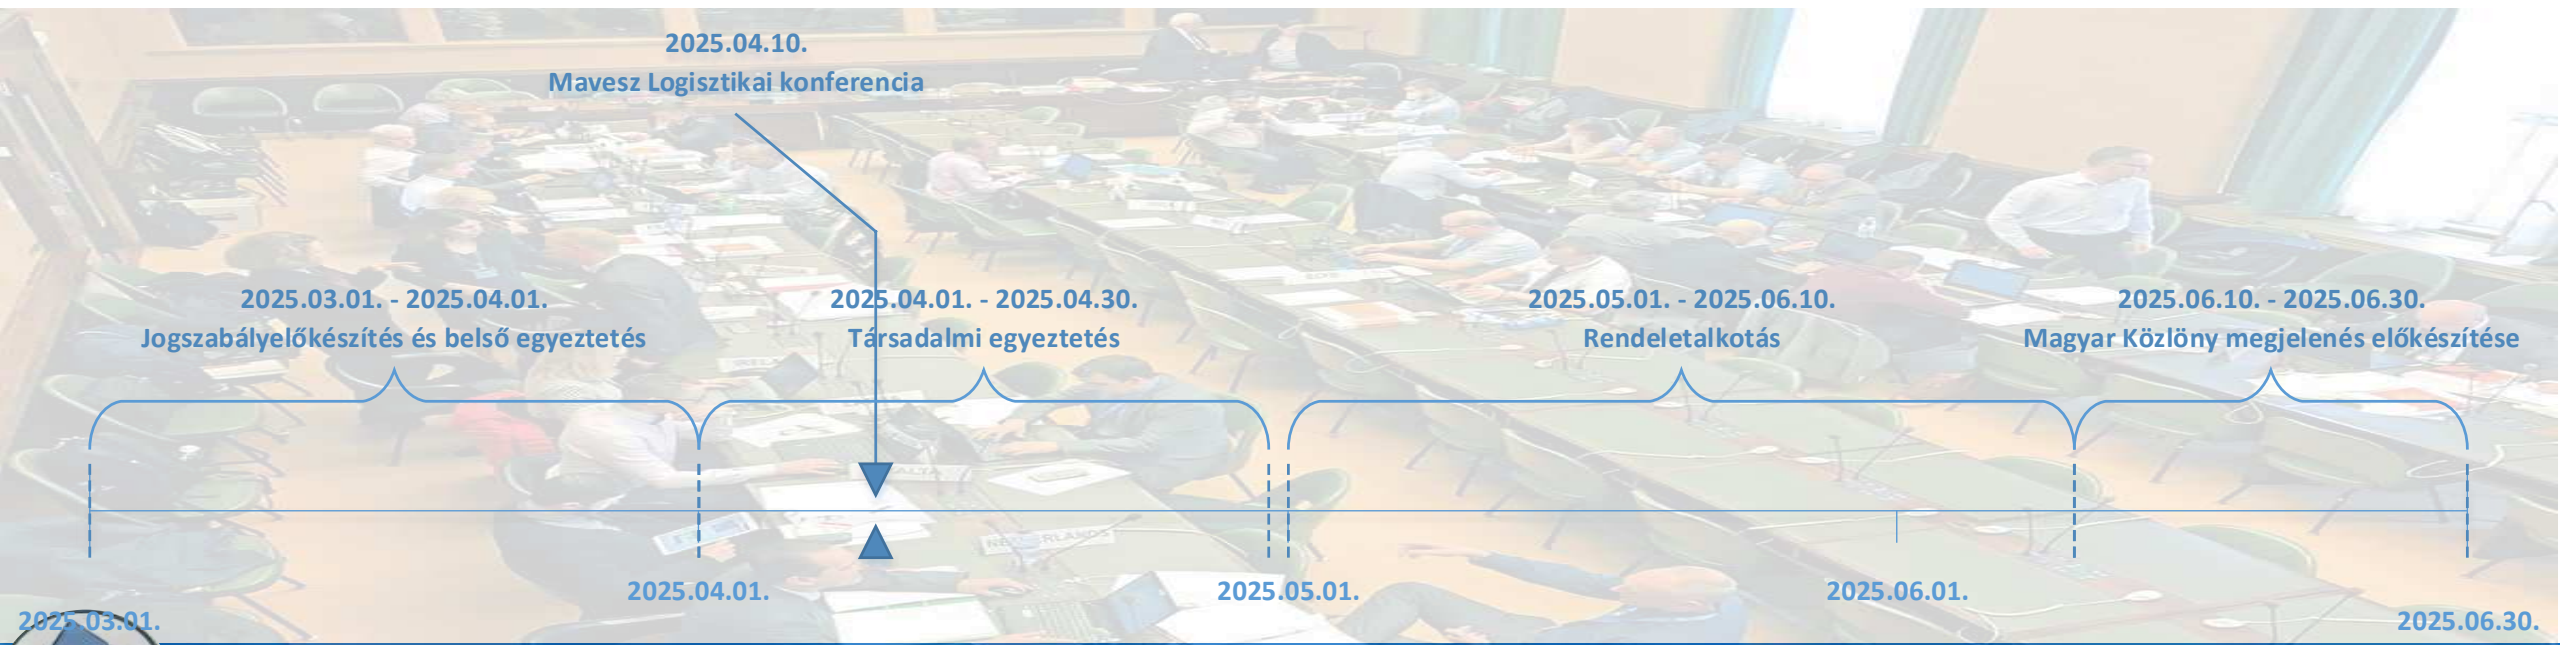 2025.04.10.
Mavesz Logisztikai konferencia
2025.03.01. - 2025.04.01.
Jogszabályelőkészítés és belső egyeztetés
2025.04.01. - 2025.04.30.
Társadalmi egyeztetés
2025.05.01. - 2025.06.10.
Rendeletalkotás
2025.06.10. - 2025.06.30.
Magyar Közlöny megjelenés előkészítése
NETHERLANDS
2025.03.01.
2025.04.01.
2025.05.01.
2025.06.01.
2025.06.30.